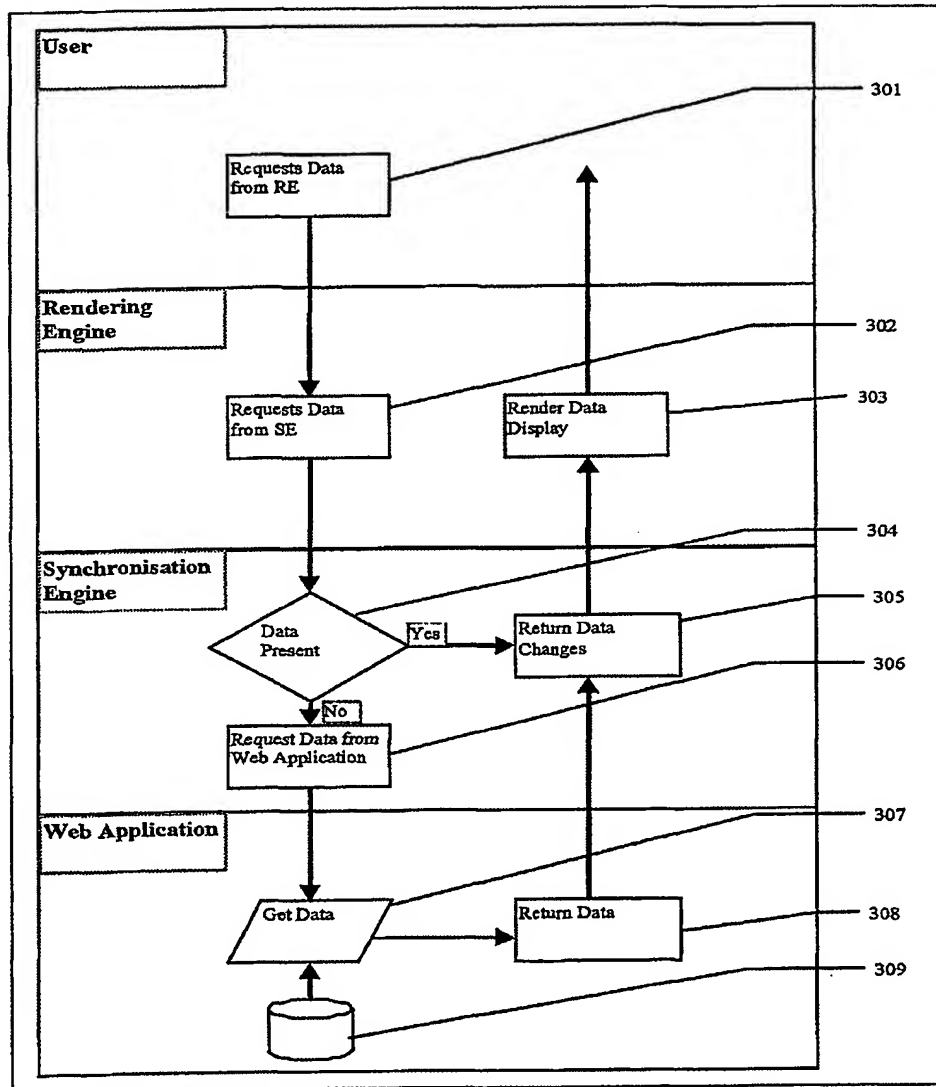 User
301
Requests Data
from RE
Rendering
Engine
302
Requests Data
from SE
Render Data
Display
303
304
Synchronisation
Engine
Data
Present
Yes
Return Data
Changes
305
306
No
Request Data from
Web Application
Web Application
307
Get Data
Return Data
308
309